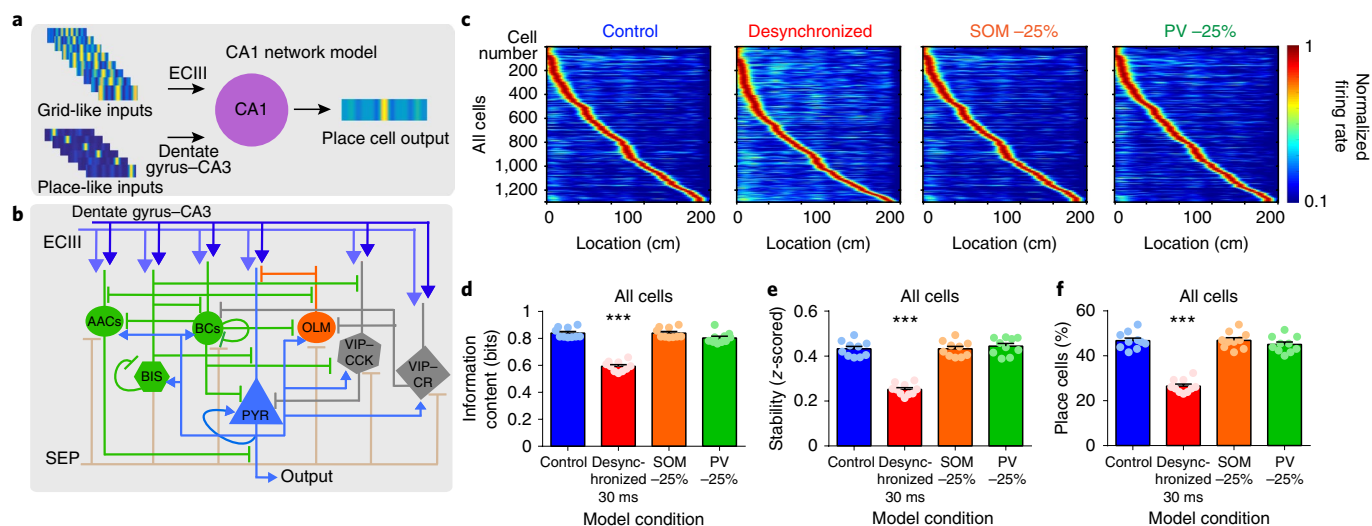 a
CA1 network model
ECIII
Grid-like inputs
CA1
Place cell output
Dentate
gyrus–CA3
Place-like inputs
b
Dentate gyrus–CA3
ECIII
AACs
BCs
OLM
VIP–
CCK
VIP–
CR
BIS
PYR
SEP
Output
c
Cell
number
Control
Desynchronized
SOM –25%
PV –25%
200
400
600
800
1,000
1,200
All cells
0
100
200
0
100
200
0
100
200
0
100
200
Location (cm)
Location (cm)
Location (cm)
Location (cm)
1
0.1
Normalized
firing rate
d
All cells
***
1
0.8
0.6
0.4
0.2
0
Information
content (bits)
Control
Desync-
hronized
30 ms
SOM
–25%
PV
–25%
Model condition
e
All cells
***
0.6
0.4
0.2
0
Stability (z-scored)
Control
Desync-
hronized
30 ms
SOM
–25%
PV
–25%
Model condition
f
All cells
***
60
40
20
0
Place cells (%)
Control
Desync-
hronized
30 ms
SOM
–25%
PV
–25%
Model condition